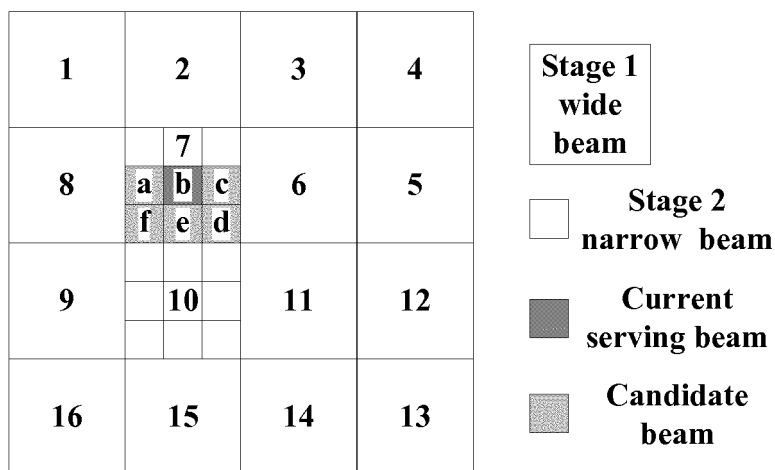 1 2 3 4
8 7 6 5
a b c
f e d
9 10 11 12
16 15 14 13
Stage 1
wide
beam
Stage 2
narrow beam
Current
serving beam
Candidate
beam